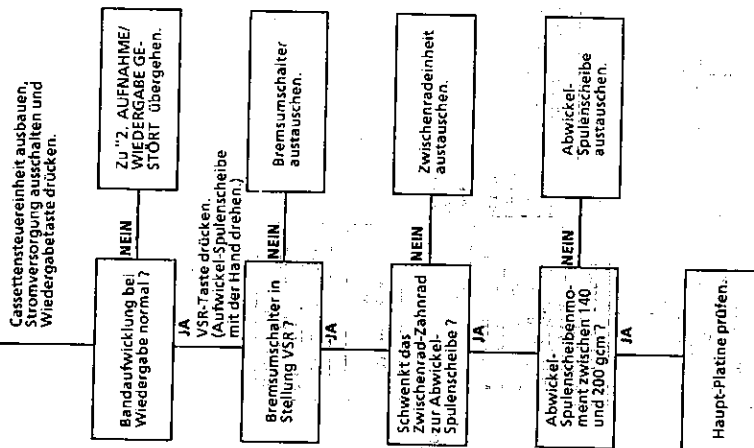 Cassettensteuereinheit ausbauen,
Stromversorgung ausschalten und
Wiedergabetaste drücken.
Bandaufwicklung bei
Wiedergabe normal ?
NEIN
Zu "2. AUFNAHME/
WIEDERGABE GE-
STÖRT übergehen.
JA
VSR-Taste drücken.
(Aufwickel-Spulenscheibe
mit der Hand drehen.)
Bremsumschalter in
Stellung VSR ?
NEIN
Bremsumschalter
austauschen.
JA
Schwenkt das
Zwischenrad-Zahnrad
zur Abwickel-
Spulenscheibe ?
NEIN
Zwischenradeinheit
austauschen.
JA
Abwickel-
Spulenscheibenmo-
ment zwischen 140
und 200 gcm ?
NEIN
Abwickel-
Spulenscheibe
austauschen.
JA
Haupt-Platine prüfen.